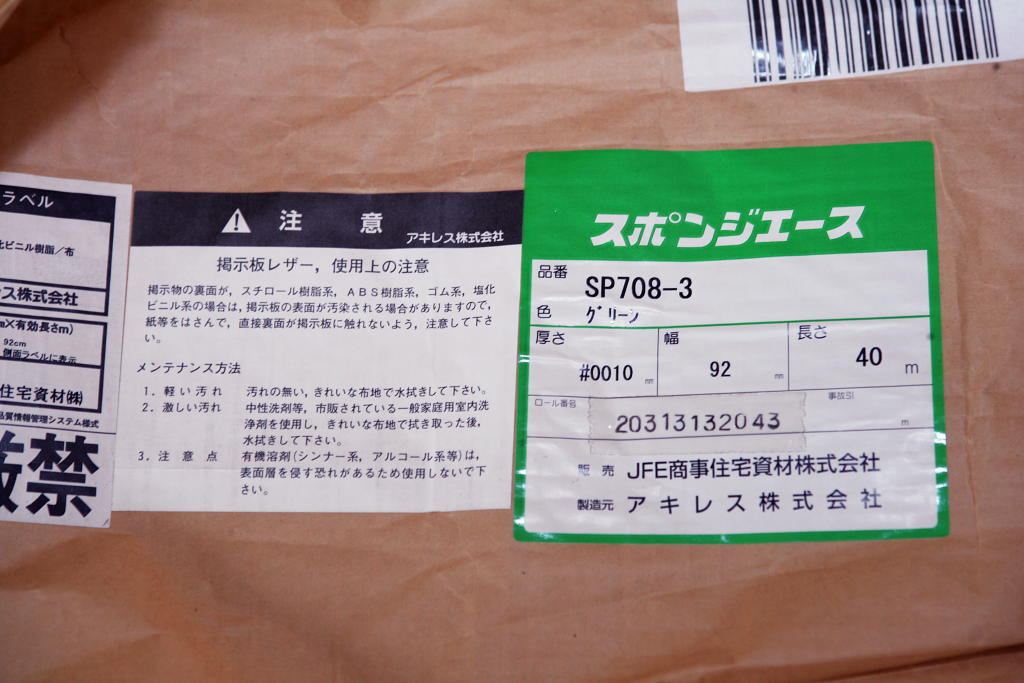 ラベル
化ビニル樹脂／布
ス株式会社
m×有効長さm)
92cm
側面ラベルに表示
住宅資材㈱
品質情報管理システム様式
禁
注 意
アキレス株式会社
掲示板レザー，使用上の注意
掲示物の裏面が，スチロール樹脂系，ＡＢＳ樹脂系，ゴム系，塩化
ビニル系の場合は，掲示板の表面が汚染される場合がありますので，
紙等をはさんで，直接裏面が掲示板に触れないよう，注意して下さ
い。
メンテナンス方法
1．軽い汚れ 汚れの無い，きれいな布地で水拭きして下さい。
2．激しい汚れ 中性洗剤等，市販されている一般家庭用室内洗
浄剤を使用し，きれいな布地で拭き取った後，
水拭きして下さい。
3．注意点 有機溶剤(シンナー系，アルコール系等)は，
表面層を侵す恐れがあるため使用しないで下
さい。
スポンジエース
品番 SP708-3
色 グリーン
厚さ #0010 ㎜
幅 92 ㎜
長さ 40 m
ロール番号 20313132043
事故引 m
販売 JFE商事住宅資材株式会社
製造元 アキレス株式会社